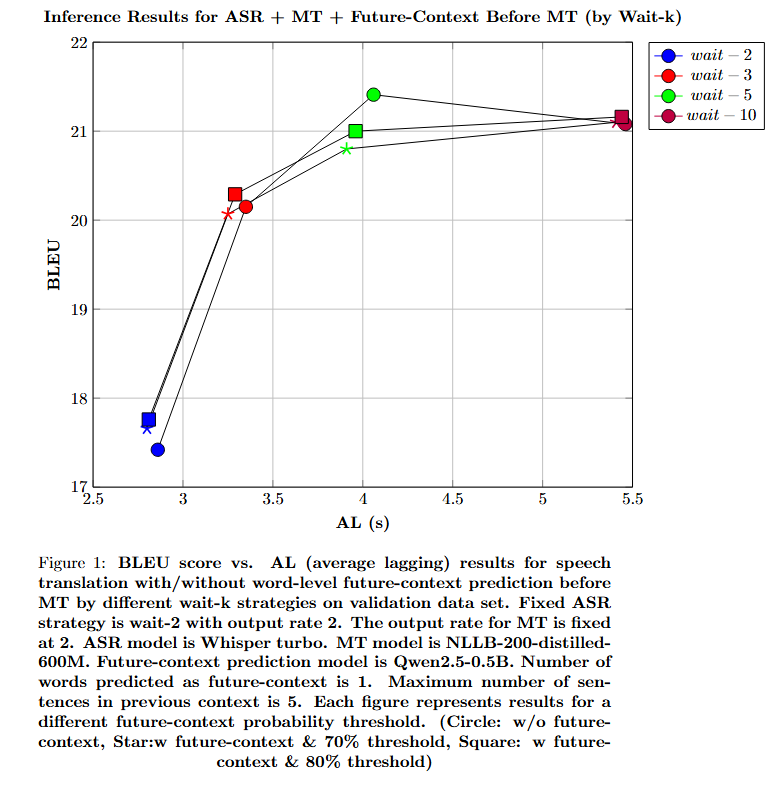 Inference Results for ASR + MT + Future-Context Before MT (by Wait-k)
22
21
20
19
18
17
BLEU
2.5 3 3.5 4 4.5 5 5.5
AL (s)
wait − 2
wait − 3
wait − 5
wait − 10
Figure 1: BLEU score vs. AL (average lagging) results for speech
translation with/without word-level future-context prediction before
MT by different wait-k strategies on validation data set. Fixed ASR
strategy is wait-2 with output rate 2. The output rate for MT is fixed
at 2. ASR model is Whisper turbo. MT model is NLLB-200-distilled-
600M. Future-context prediction model is Qwen2.5-0.5B. Number of
words predicted as future-context is 1. Maximum number of sen-
tences in previous context is 5. Each figure represents results for a
different future-context probability threshold. (Circle: w/o future-
context, Star:w future-context & 70% threshold, Square: w future-
context & 80% threshold)